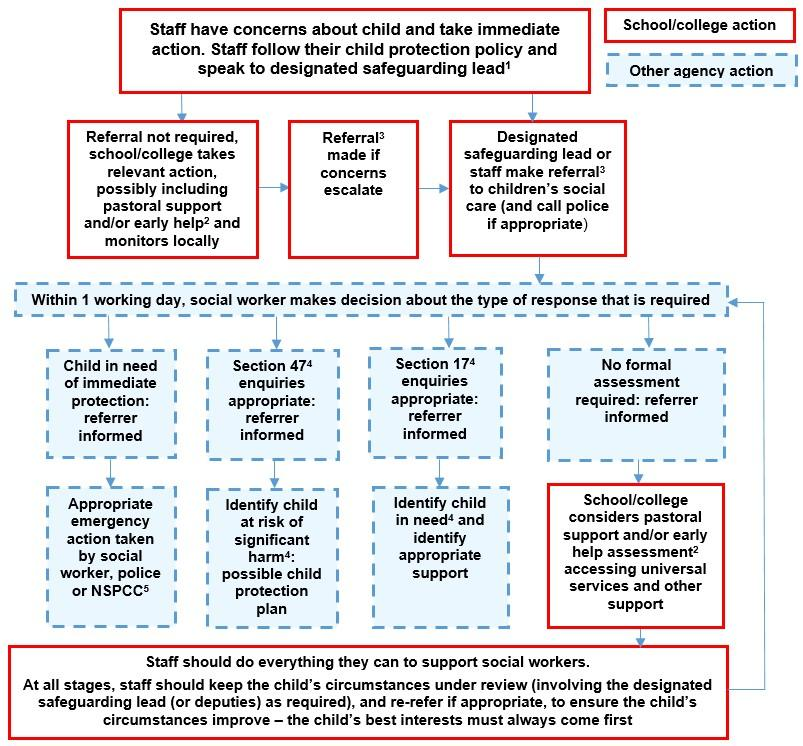 Staff have concerns about child and take immediate
action. Staff follow their child protection policy and
speak to designated safeguarding lead¹
School/college action
Other agency action
Referral not required,
school/college takes
relevant action,
possibly including
pastoral support
and/or early help² and
monitors locally
Referral³
made if
concerns
escalate
Designated
safeguarding lead or
staff make referral³
to children's social
care (and call police
if appropriate)
Within 1 working day, social worker makes decision about the type of response that is required
Child in need
of immediate
protection:
referrer
informed
Section 47⁴
enquiries
appropriate:
referrer
informed
Section 17⁴
enquiries
appropriate:
referrer
informed
No formal
assessment
required: referrer
informed
Appropriate
emergency
action taken
by social
worker, police
or NSPCC⁵
Identify child
at risk of
significant
harm⁴:
possible child
protection
plan
Identify child
in need⁴ and
identify
appropriate
support
School/college
considers pastoral
support and/or early
help assessment²
accessing universal
services and other
support
Staff should do everything they can to support social workers.
At all stages, staff should keep the child's circumstances under review (involving the designated
safeguarding lead (or deputies) as required), and re-refer if appropriate, to ensure the child's
circumstances improve – the child's best interests must always come first